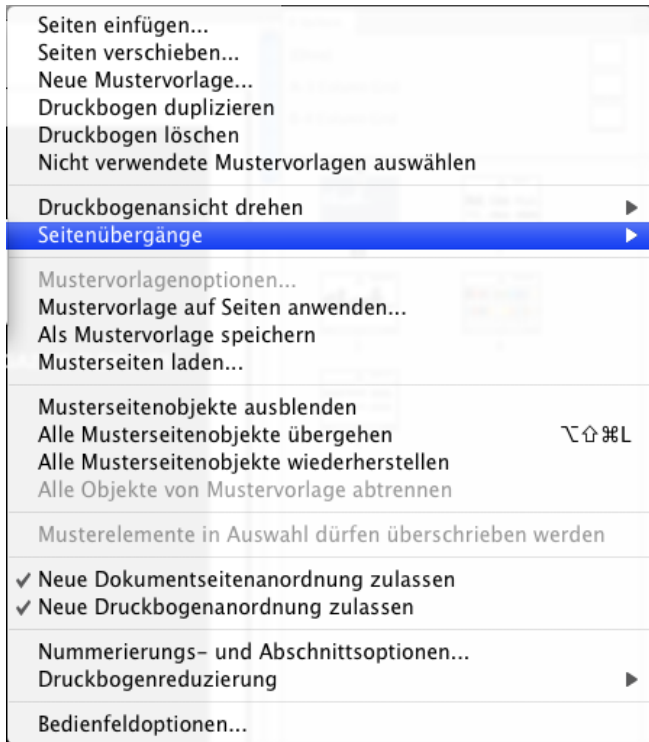 Seiten einfügen...
Seiten verschieben...
Neue Mustervorlage...
Druckbogen duplizieren
Druckbogen löschen
Nicht verwendete Mustervorlagen auswählen
Druckbogenansicht drehen
Seitenübergänge
Mustervorlagenoptionen...
Mustervorlage auf Seiten anwenden...
Als Mustervorlage speichern
Musterseiten laden...
Musterseitenobjekte ausblenden
Alle Musterseitenobjekte übergehen ⌥⇧⌘L
Alle Musterseitenobjekte wiederherstellen
Alle Objekte von Mustervorlage abtrennen
Musterelemente in Auswahl dürfen überschrieben werden
✓ Neue Dokumentseitenanordnung zulassen
✓ Neue Druckbogenanordnung zulassen
Nummerierungs- und Abschnittsoptionen...
Druckbogenreduzierung
Bedienfeldoptionen...